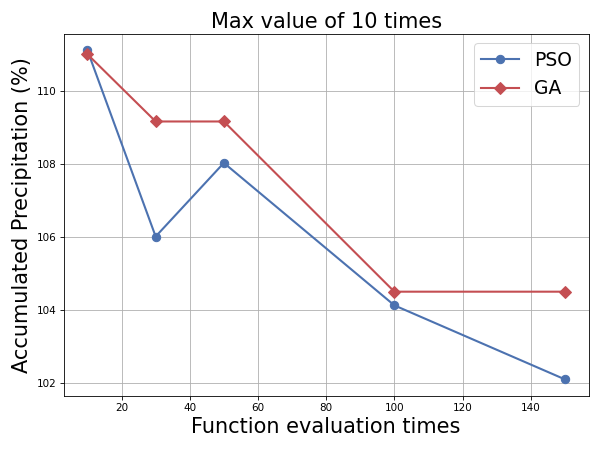 Max value of 10 times
PSO
GA
Accumulated Precipitation (%)
110
108
106
104
102
20 40 60 80 100 120 140
Function evaluation times